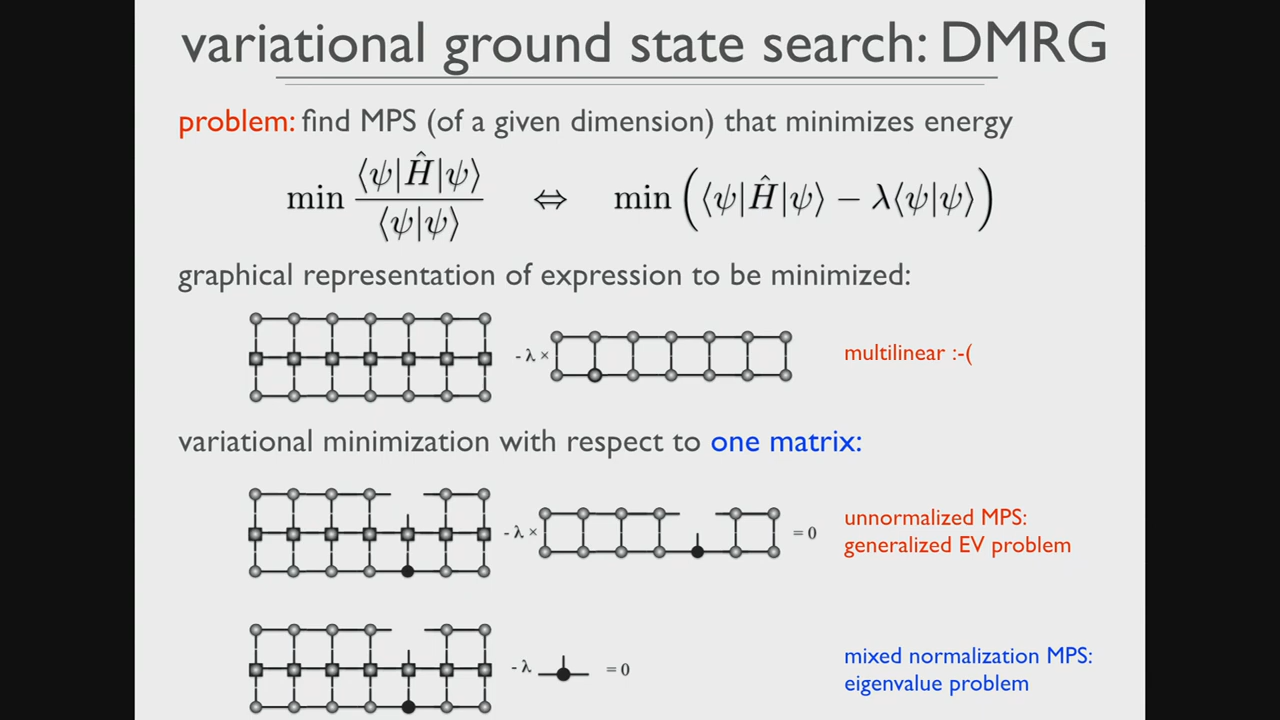 variational ground state search: DMRG
problem: find MPS (of a given dimension) that minimizes energy
min ⟨ψ|Ĥ|ψ⟩ / ⟨ψ|ψ⟩ ⇔ min (⟨ψ|Ĥ|ψ⟩ − λ⟨ψ|ψ⟩)
graphical representation of expression to be minimized:
- λ ×
multilinear :-(
variational minimization with respect to one matrix:
- λ × = 0
unnormalized MPS:
generalized EV problem
- λ = 0
mixed normalization MPS:
eigenvalue problem